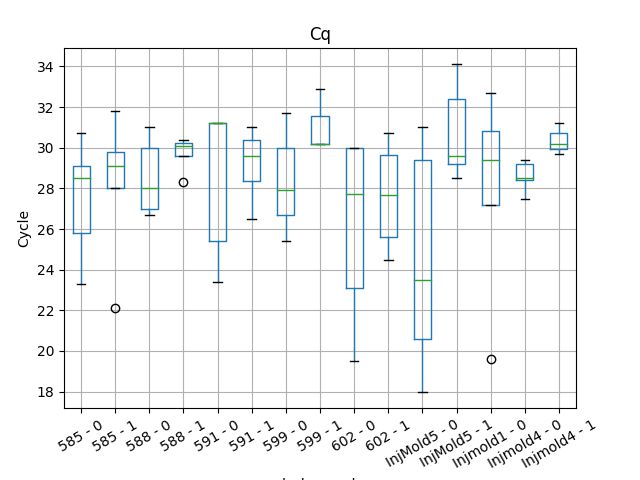 Cq
34
32
30
28
26
24
22
20
18
Cycle
585 - 0
585 - 1
588 - 0
588 - 1
591 - 0
591 - 1
599 - 0
599 - 1
602 - 0
602 - 1
InjMold5 - 0
InjMold5 - 1
Injmold1 - 0
Injmold4 - 0
Injmold4 - 1